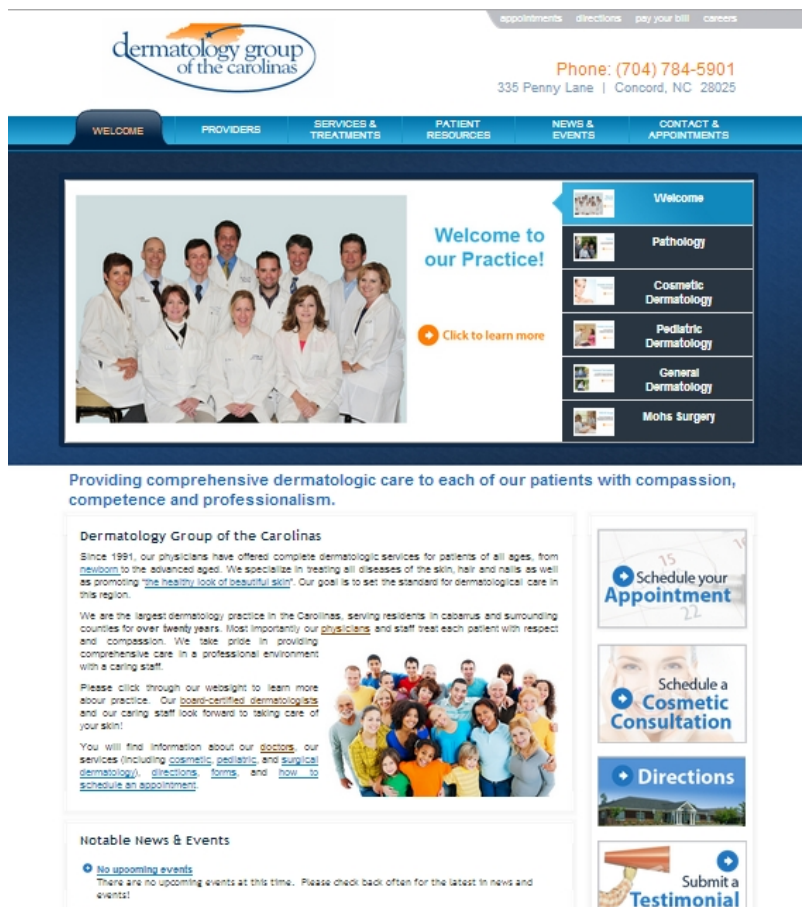 appointments directions pay your bill careers
dermatology group
of the carolinas
Phone: (704) 784-5901
335 Penny Lane | Concord, NC 28025
WELCOME
PROVIDERS
SERVICES &
TREATMENTS
PATIENT
RESOURCES
NEWS &
EVENTS
CONTACT &
APPOINTMENTS
Welcome to
our Practice!
Click to learn more
Welcome
Pathology
Cosmetic
Dermatology
Pediatric
Dermatology
General
Dermatology
Mohs Surgery
Providing comprehensive dermatologic care to each of our patients with compassion,
competence and professionalism.
Dermatology Group of the Carolinas
Since 1991, our physicians have offered complete dermatologic services for patients of all ages, from
newborn to the advanced aged. We specialize in treating all diseases of the skin, hair and nails as well
as promoting "the healthy look of beautiful skin". Our goal is to set the standard for dermatological care in
this region.
We are the largest dermatology practice in the Carolinas, serving residents in cabarrus and surrounding
counties for over twenty years. Most importantly our physicians and staff treat each patient with respect
and compassion. We take pride in providing
comprehensive care in a professional environment
with a caring staff.
Please click through our websight to learn more
abour practice. Our board-certified dermatologists
and our caring staff look forward to taking care of
your skin!
You will find information about our doctors, our
services (including cosmetic, pediatric, and surgical
dermatology), directions, forms, and how to
schedule an appointment.
Notable News & Events
No upcoming events
There are no upcoming events at this time. Please check back often for the latest in news and
events!
15
16
22
Schedule your
Appointment
Schedule a
Cosmetic
Consultation
Directions
Submit a
Testimonial